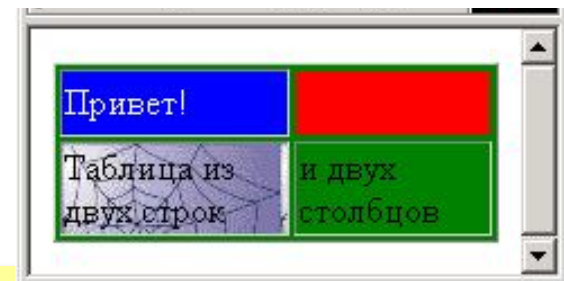 Привет!
Таблица из
двух строк
и двух
столбцов